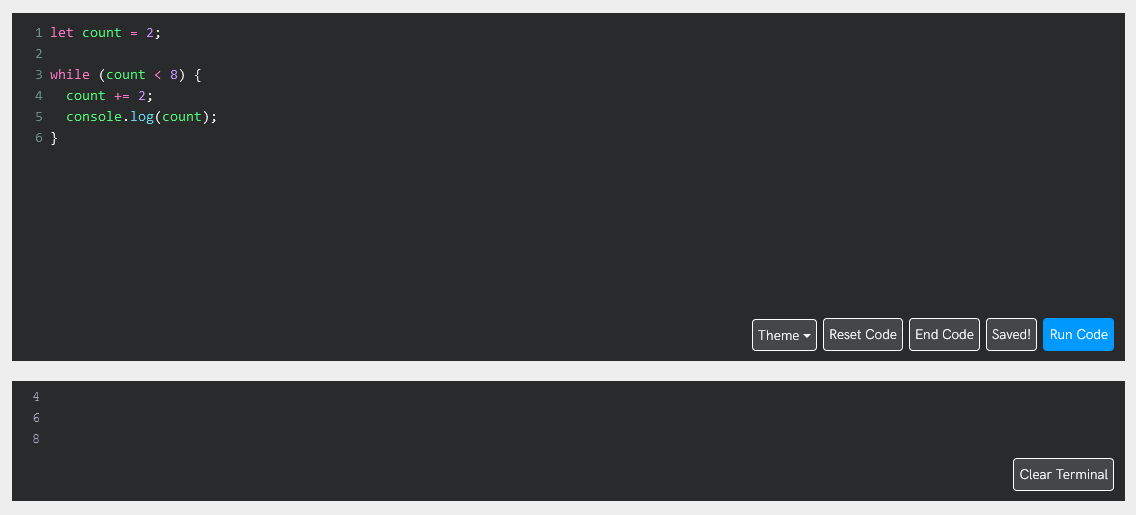 1 let count = 2;
2
3 while (count < 8) {
4   count += 2;
5   console.log(count);
6 }
Theme Reset Code End Code Saved! Run Code
4
6
8
Clear Terminal